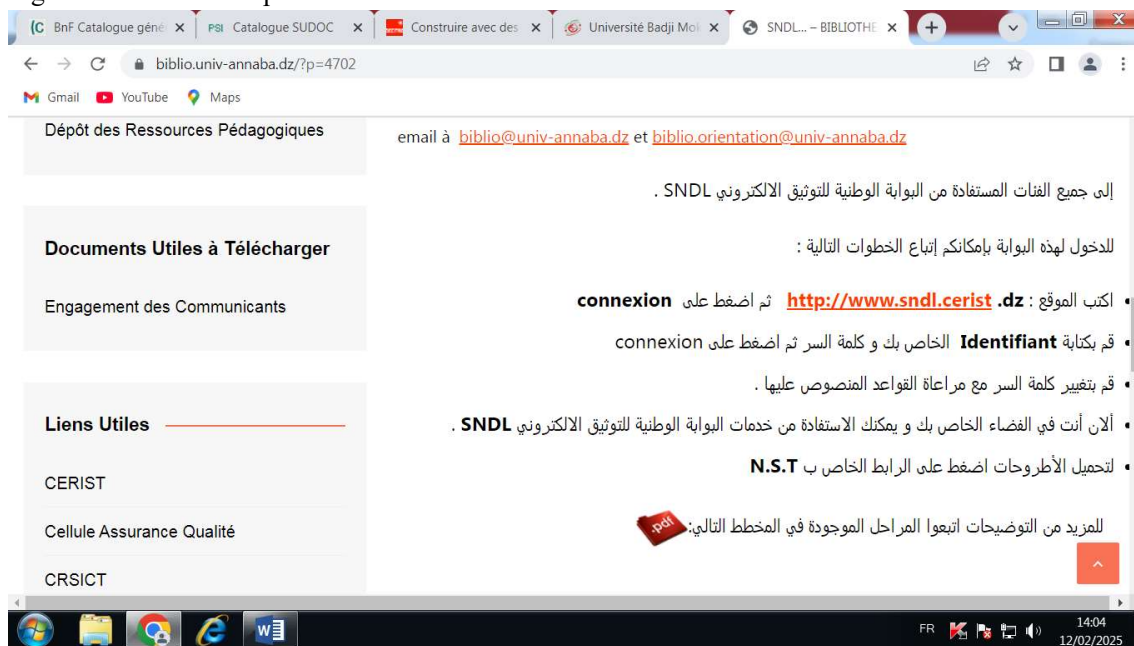 BnF Catalogue géné
PSI Catalogue SUDOC
Construire avec des
Université Badji Mo
SNDL... – BIBLIOTHE
biblio.univ-annaba.dz/?p=4702
Gmail
YouTube
Maps
Dépôt des Ressources Pédagogiques
email à biblio@univ-annaba.dz et biblio.orientation@univ-annaba.dz
إلى جميع الفئات المستفادة من البوابة الوطنية للتوثيق الالكتروني SNDL .
Documents Utiles à Télécharger
للدخول لهذه البوابة بإمكانكم إتباع الخطوات التالية :
Engagement des Communicants
• اكتب الموقع : http://www.sndl.cerist .dz ثم اضغط على connexion
• قم بكتابة Identifiant الخاص بك و كلمة السر ثم اضغط على connexion
• قم بتغيير كلمة السر مع مراعاة القواعد المنصوص عليها .
Liens Utiles
• ألان أنت في الفضاء الخاص بك و يمكنك الاستفادة من خدمات البوابة الوطنية للتوثيق الالكتروني SNDL .
• لتحميل الأطروحات اضغط على الرابط الخاص ب N.S.T
CERIST
Cellule Assurance Qualité
للمزيد من التوضيحات اتبعوا المراحل الموجودة في المخطط التالي:
.pdf
CRSICT
FR
14:04
12/02/2025